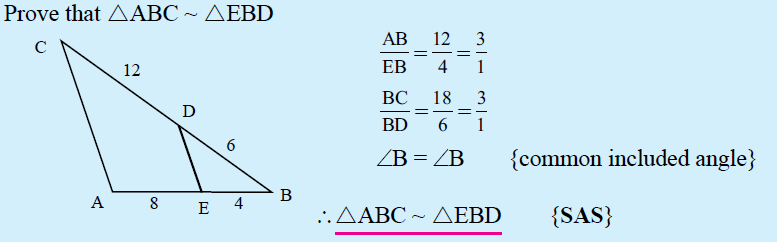 Prove that △ABC ~ △EBD
C
12
D
6
A
8
E
4
B
AB/EB = 12/4 = 3/1
BC/BD = 18/6 = 3/1
∠B = ∠B {common included angle}
∴ △ABC ~ △EBD {SAS}